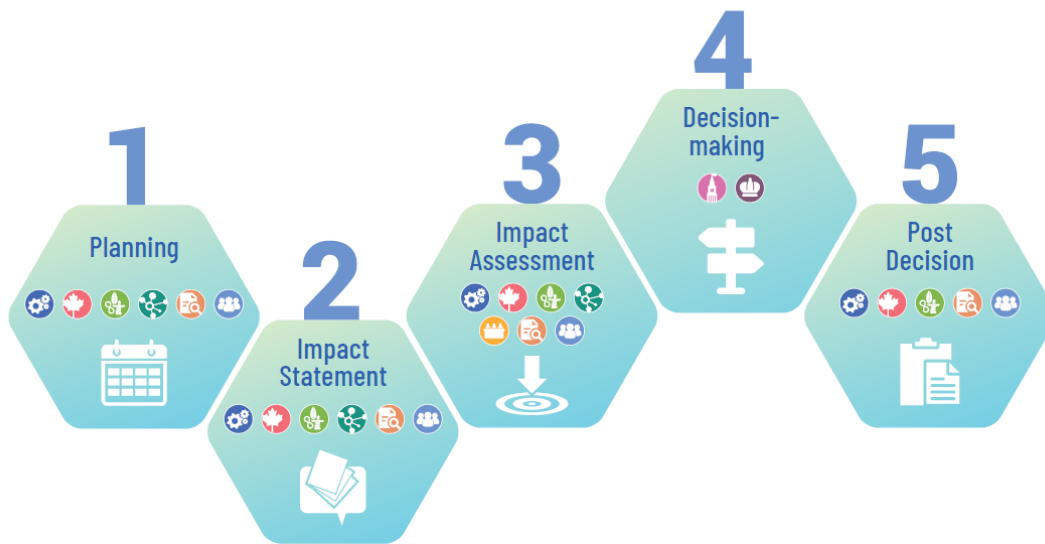 1
Planning
2
Impact
Statement
3
Impact
Assessment
4
Decision-
making
5
Post
Decision